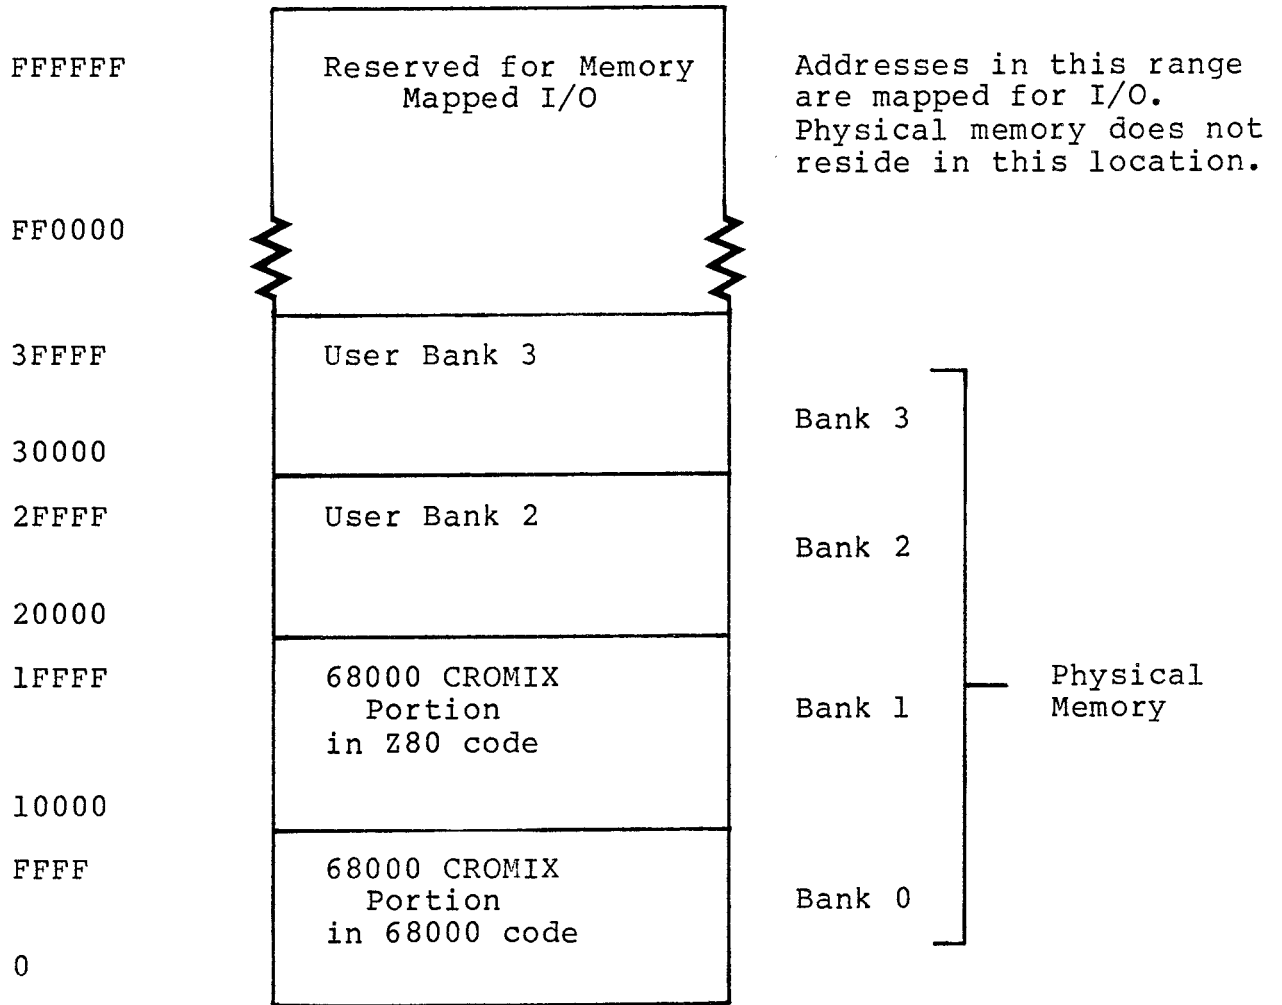 FFFFFF
Reserved for Memory
Mapped I/O
Addresses in this range
are mapped for I/O.
Physical memory does not
reside in this location.
FF0000
3FFFF
User Bank 3
Bank 3
30000
2FFFF
User Bank 2
Bank 2
20000
1FFFF
68000 CROMIX
Portion
in Z80 code
Bank 1
Physical
Memory
10000
FFFF
68000 CROMIX
Portion
in 68000 code
Bank 0
0